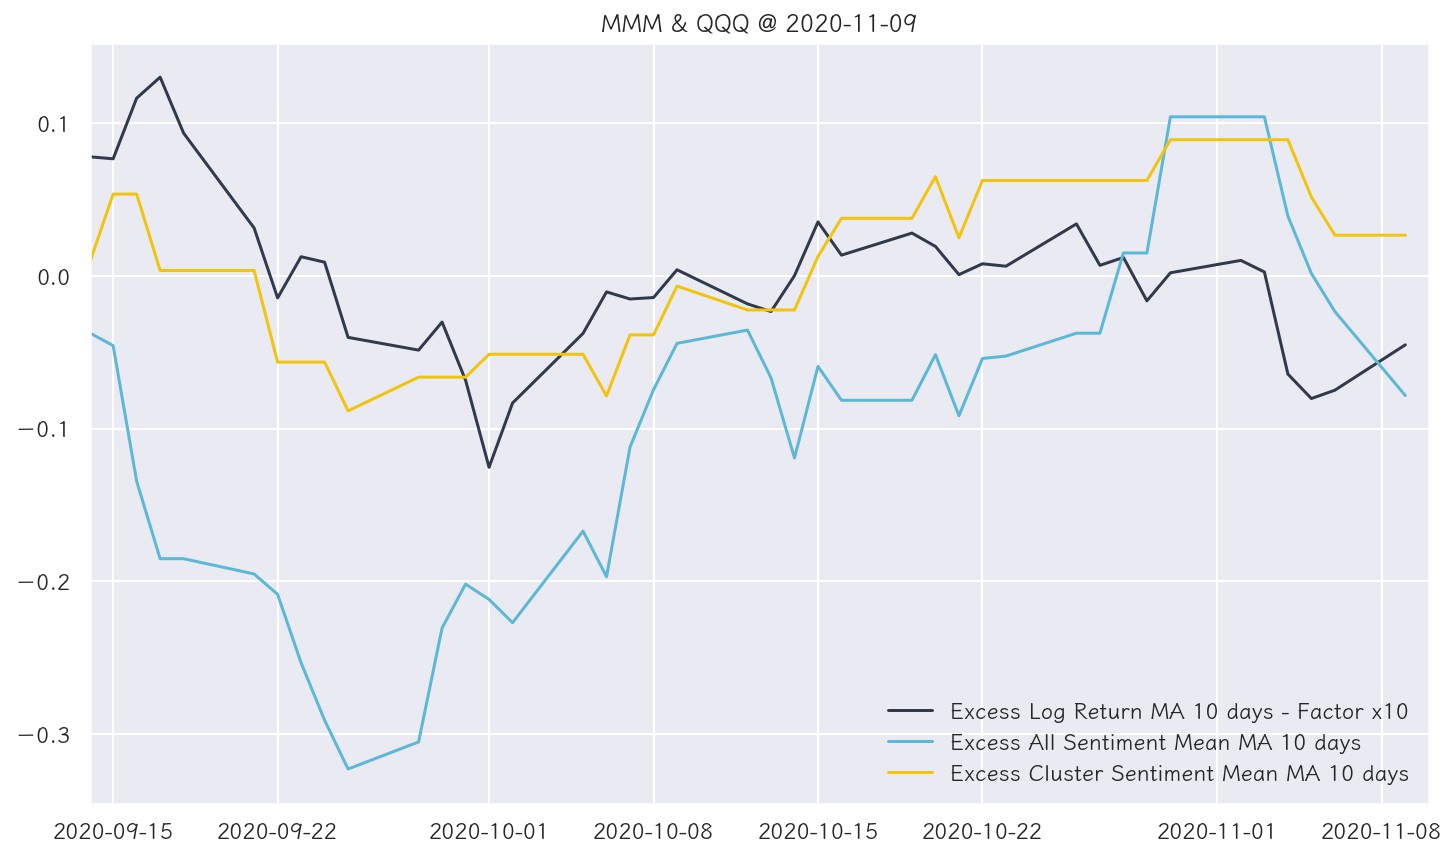 MMM & QQQ @ 2020-11-09
0.1
0.0
−0.1
−0.2
−0.3
Excess Log Return MA 10 days - Factor x10
Excess All Sentiment Mean MA 10 days
Excess Cluster Sentiment Mean MA 10 days
2020-09-15 2020-09-22 2020-10-01 2020-10-08 2020-10-15 2020-10-22 2020-11-01 2020-11-08